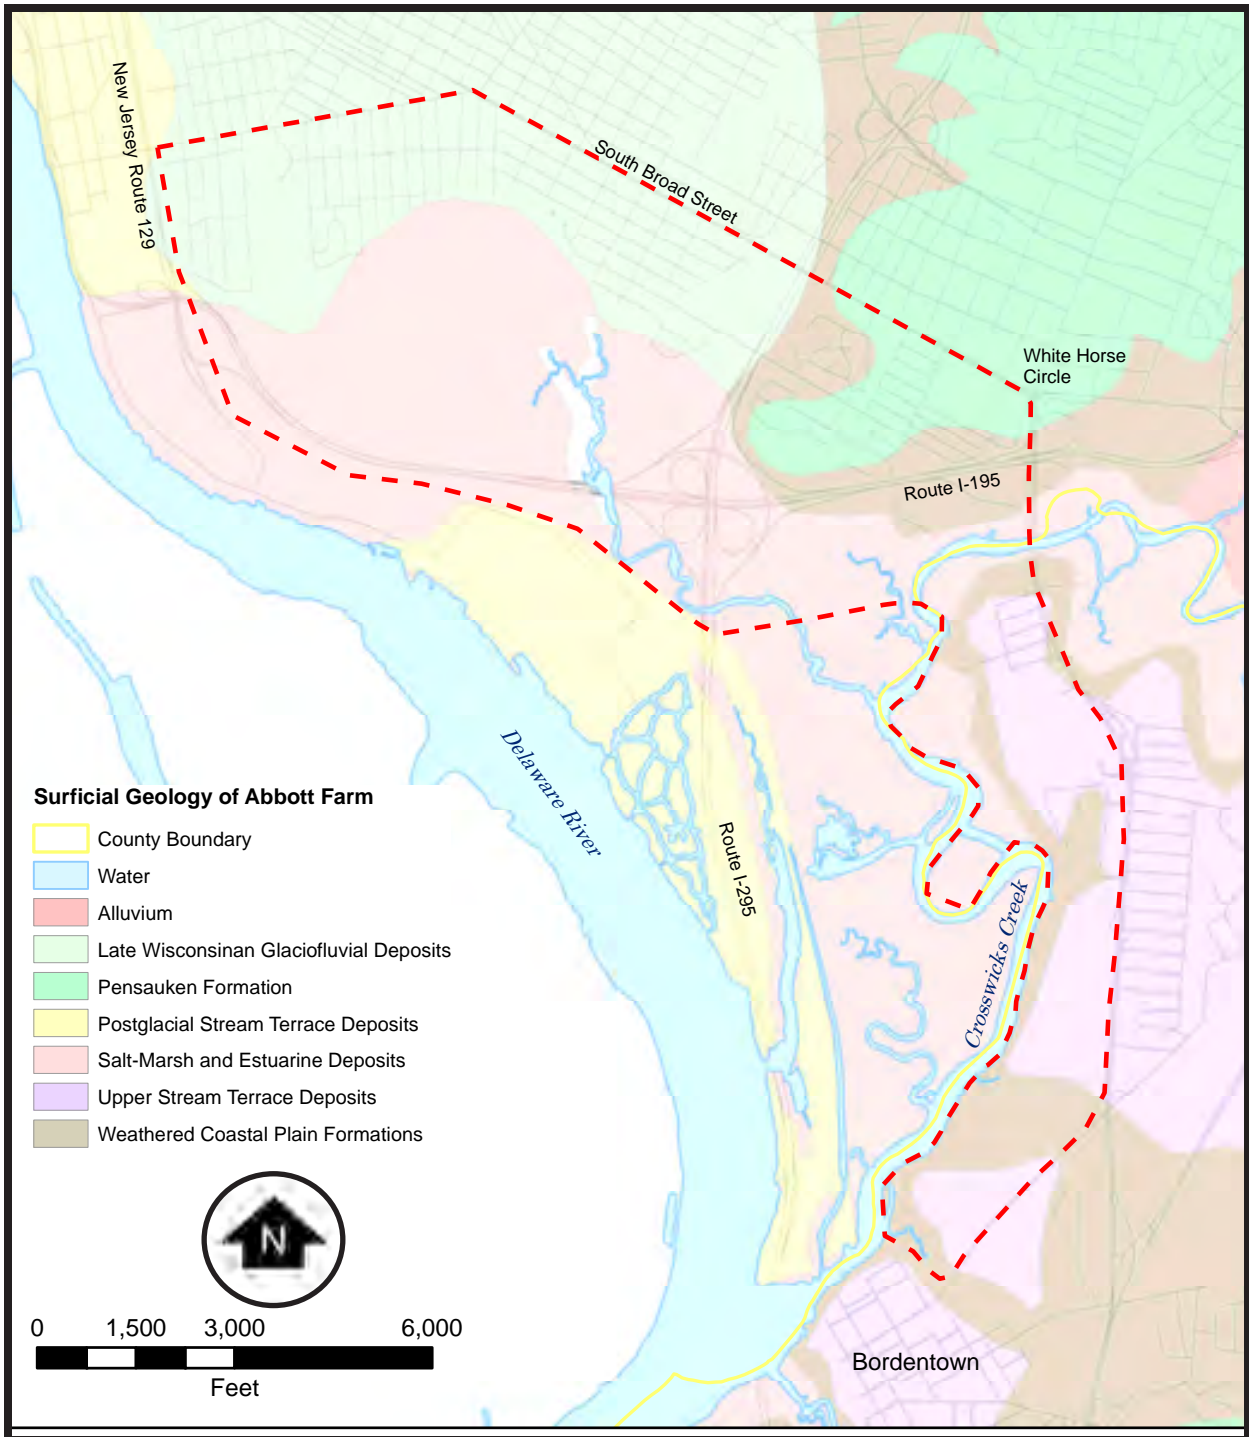 New Jersey Route 129
South Broad Street
White Horse
Circle
Route I-195
Delaware River
Route I-295
Crosswicks Creek
Surficial Geology of Abbott Farm
County Boundary
Water
Alluvium
Late Wisconsinan Glaciofluvial Deposits
Pensauken Formation
Postglacial Stream Terrace Deposits
Salt-Marsh and Estuarine Deposits
Upper Stream Terrace Deposits
Weathered Coastal Plain Formations
N
0 1,500 3,000 6,000
Feet
Bordentown